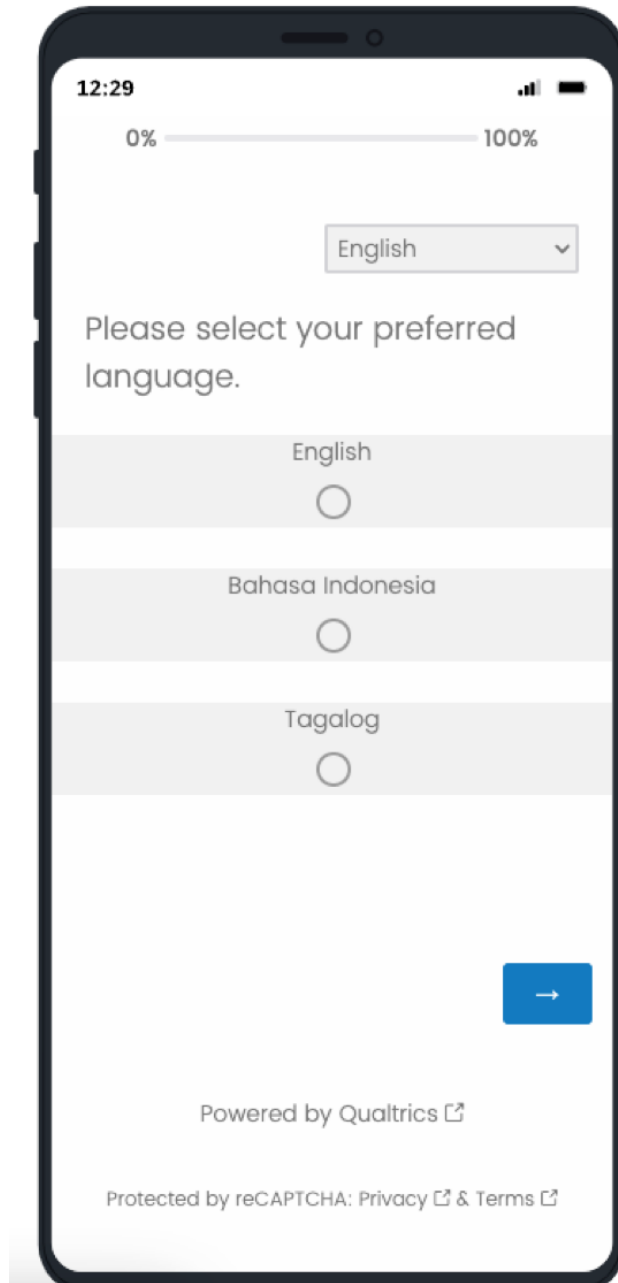 12:29
0% 100%
English
Please select your preferred
language.
English
Bahasa Indonesia
Tagalog
→
Powered by Qualtrics
Protected by reCAPTCHA: Privacy & Terms